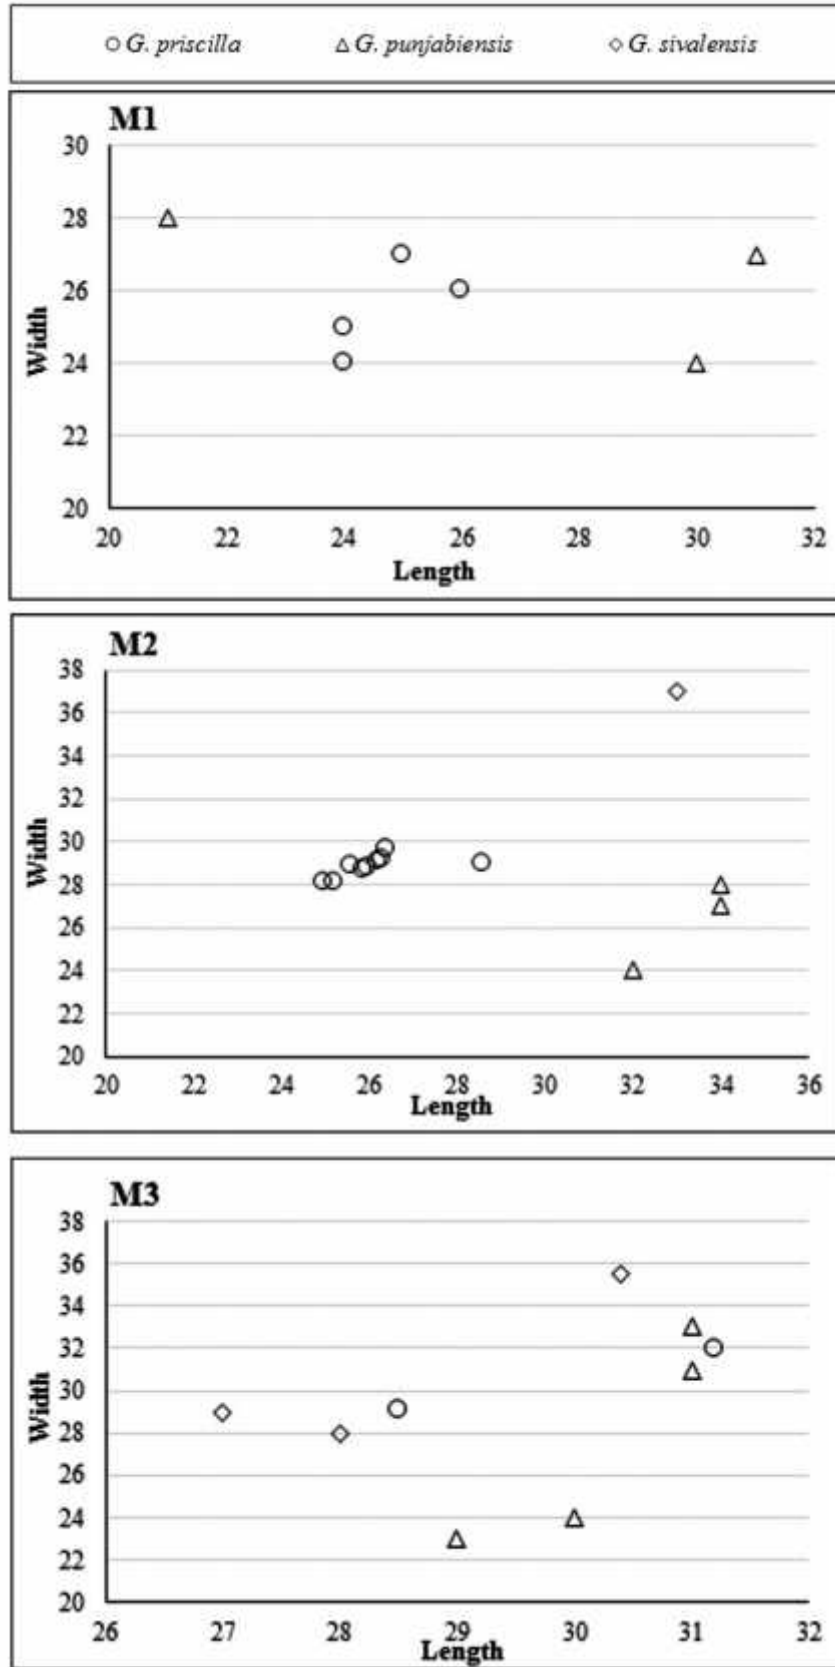 G. priscilla G. punjabiensis G. sivalensis
M1
30
28
26
24
22
20
Width
20 22 24 26 28 30 32
Length
M2
38
36
34
32
30
28
26
24
22
20
Width
20 22 24 26 28 30 32 34 36
Length
M3
38
36
34
32
30
28
26
24
22
20
Width
26 27 28 29 30 31 32
Length